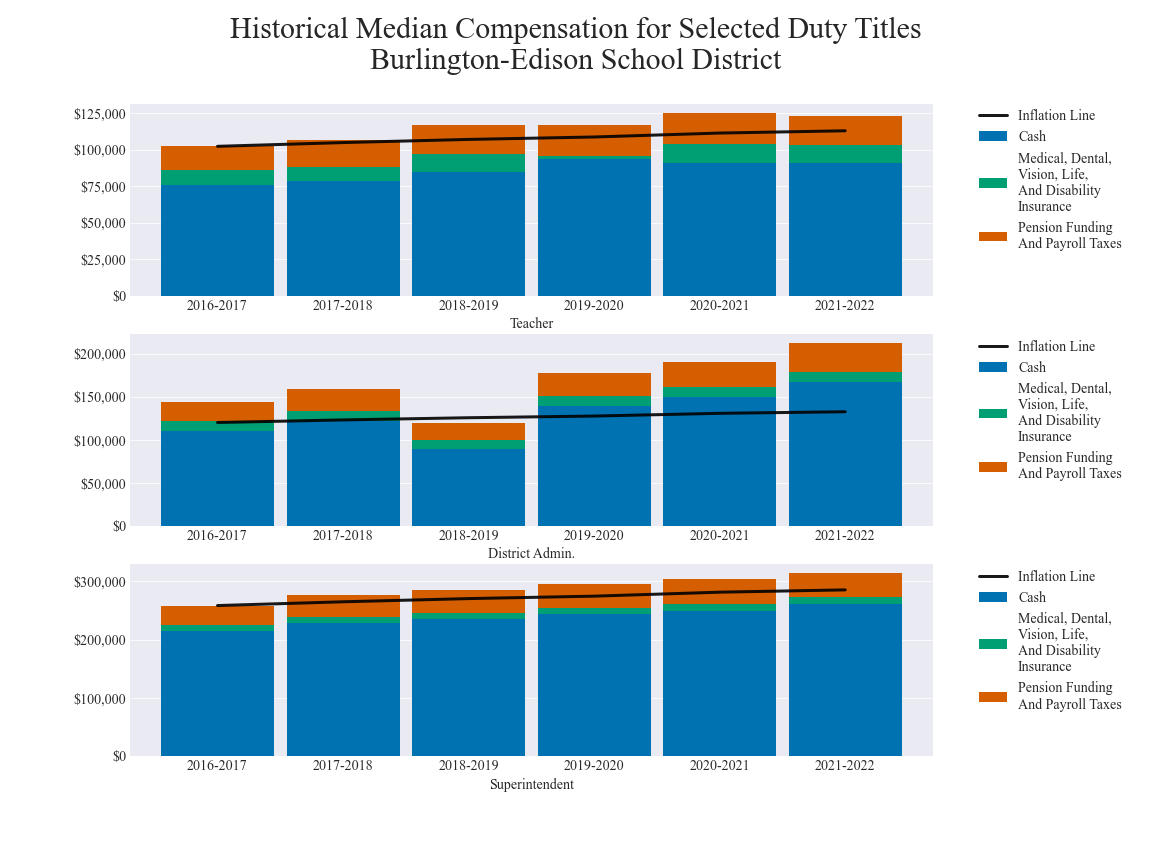 Historical Median Compensation for Selected Duty Titles
Burlington-Edison School District
$125,000
$100,000
$75,000
$50,000
$25,000
$0
2016-2017
2017-2018
2018-2019
2019-2020
2020-2021
2021-2022
Teacher
Inflation Line
Cash
Medical, Dental,
Vision, Life,
And Disability
Insurance
Pension Funding
And Payroll Taxes
$200,000
$150,000
$100,000
$50,000
$0
2016-2017
2017-2018
2018-2019
2019-2020
2020-2021
2021-2022
District Admin.
Inflation Line
Cash
Medical, Dental,
Vision, Life,
And Disability
Insurance
Pension Funding
And Payroll Taxes
$300,000
$200,000
$100,000
$0
2016-2017
2017-2018
2018-2019
2019-2020
2020-2021
2021-2022
Superintendent
Inflation Line
Cash
Medical, Dental,
Vision, Life,
And Disability
Insurance
Pension Funding
And Payroll Taxes